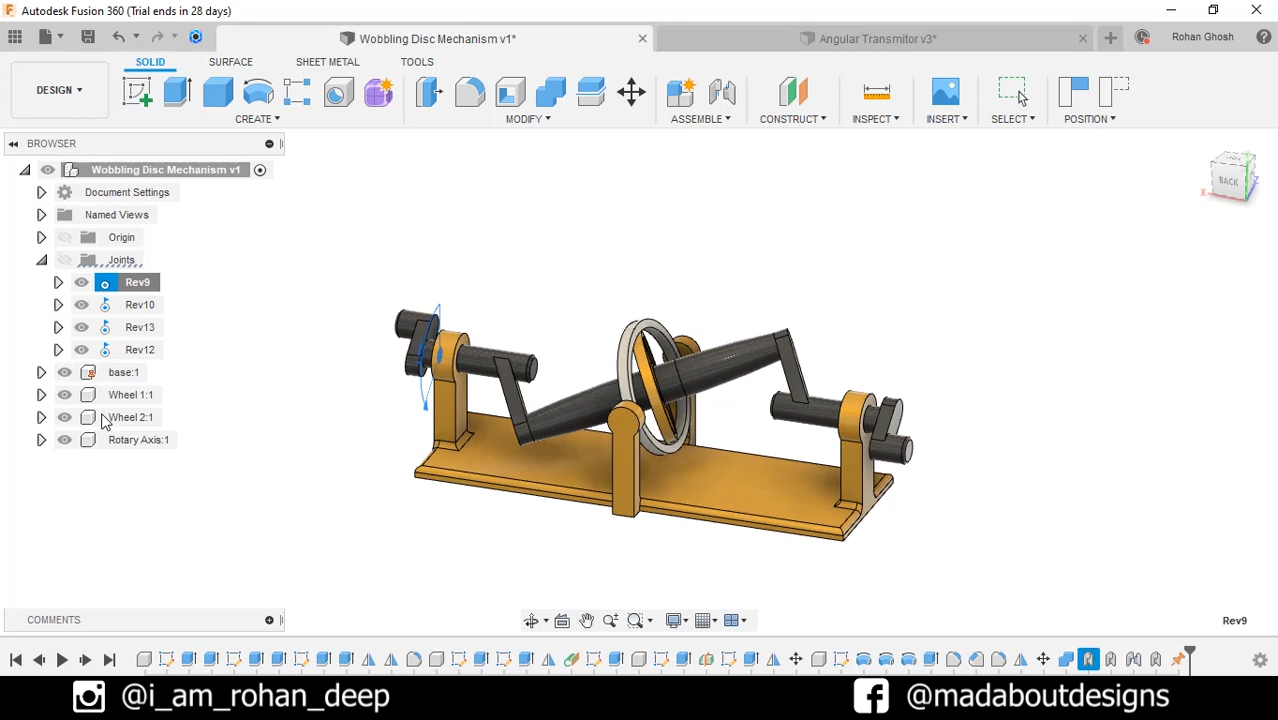 Autodesk Fusion 360 (Trial ends in 28 days)
Wobbling Disc Mechanism v1*
Angular Transmitor v3*
Rohan Ghosh
DESIGN
SOLID
SURFACE
SHEET METAL
TOOLS
CREATE
MODIFY
ASSEMBLE
CONSTRUCT
INSPECT
INSERT
SELECT
POSITION
BROWSER
Wobbling Disc Mechanism v1
Document Settings
Named Views
Origin
Joints
Rev9
Rev10
Rev13
Rev12
base:1
Wheel 1:1
Wheel 2:1
Rotary Axis:1
BACK
X
COMMENTS
Rev9
@i_am_rohan_deep
@madaboutdesigns